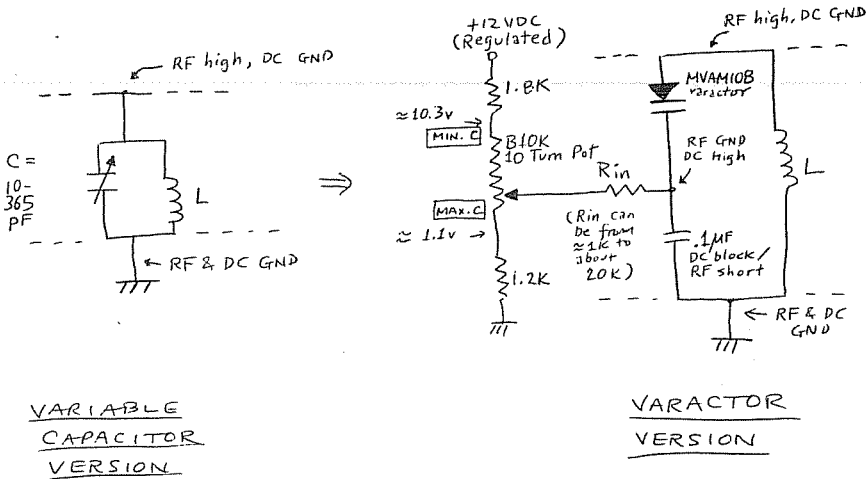 RF high, DC GND
C =
10-
365
PF
L
RF & DC GND
VARIABLE
CAPACITOR
VERSION
⇒
+12 VDC
(Regulated)
1.8K
≈10.3v
MIN. C
B10K
10 Turn Pot
MAX. C
≈ 1.1v
1.2K
Rin
(Rin can
be from
≈1K to
about
20K)
RF high, DC GND
MVAM108
varactor
RF GND
DC high
L
.1µF
DC block/
RF short
RF & DC
GND
VARACTOR
VERSION